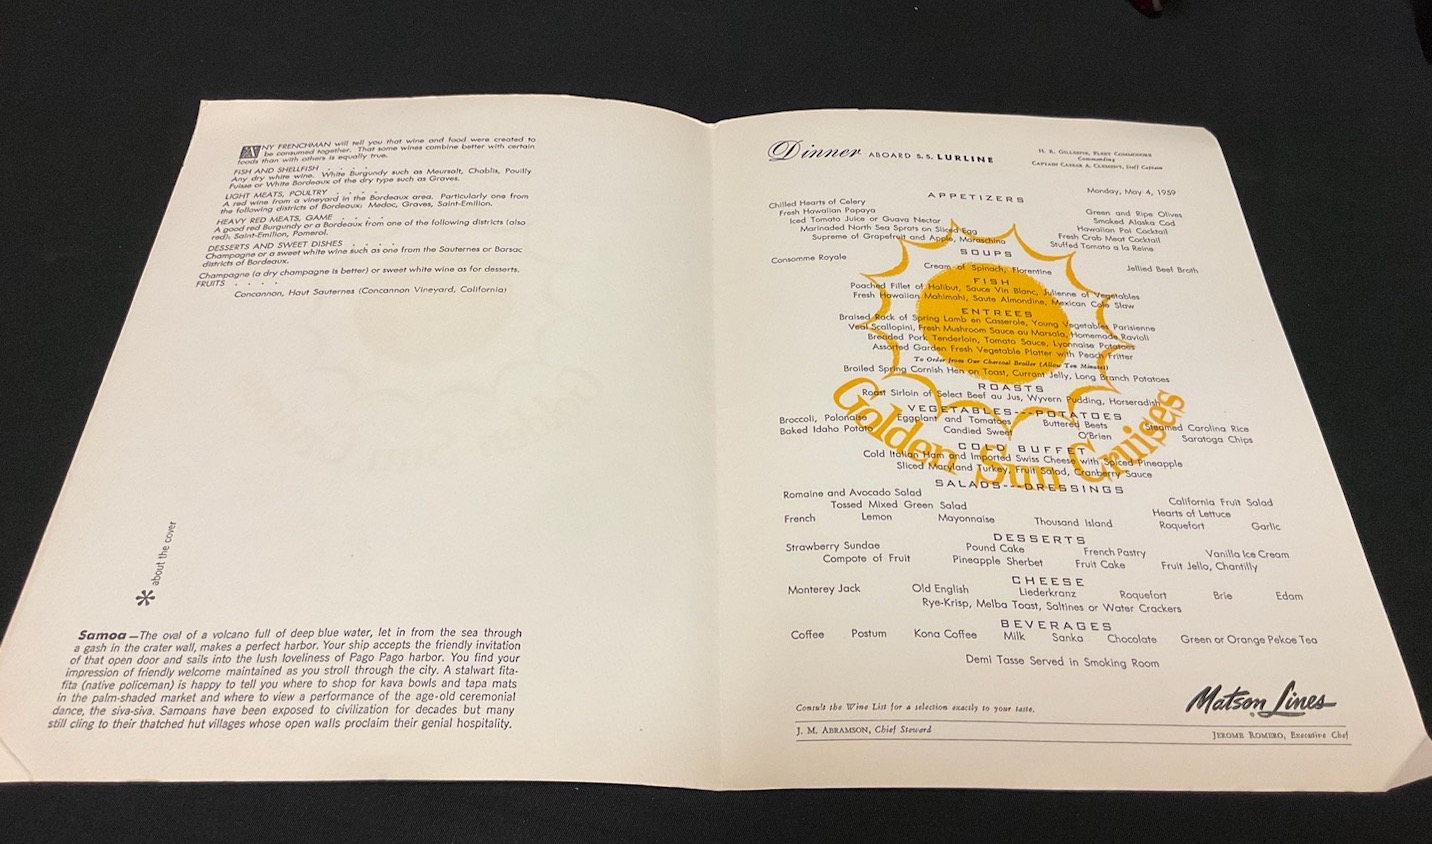 ANY FRENCHMAN will tell you that wine and food were created to
be consumed together. That some wines combine better with certain
foods than with others is equally true.
FISH AND SHELLFISH . . . .
Any dry white wine. White Burgundy such as Meursalt, Chablis, Pouilly
Fuisse or White Bordeaux of the dry type such as Graves.
LIGHT MEATS, POULTRY . . . .
A red wine from a vineyard in the Bordeaux area. Particularly one from
the following districts of Bordeaux: Medoc, Graves, Saint-Emilion.
HEAVY RED MEATS, GAME . . . .
A good red Burgundy or a Bordeaux from one of the following districts (also
red), Saint-Emilion, Pomerol.
DESSERTS AND SWEET DISHES . . . .
Champagne or a sweet white wine such as one from the Sauternes or Barsac
districts of Bordeaux.
Champagne (a dry champagne is better) or sweet white wine as for desserts.
FRUITS . . . .
Concannon, Haut Sauternes (Concannon Vineyard, California)
* about the cover
Samoa—The oval of a volcano full of deep blue water, let in from the sea through
a gash in the crater wall, makes a perfect harbor. Your ship accepts the friendly invitation
of that open door and sails into the lush loveliness of Pago Pago harbor. You find your
impression of friendly welcome maintained as you stroll through the city. A stalwart fita-
fita (native policeman) is happy to tell you where to shop for kava bowls and tapa mats
in the palm-shaded market and where to view a performance of the age-old ceremonial
dance, the siva-siva. Samoans have been exposed to civilization for decades but many
still cling to their thatched hut villages whose open walls proclaim their genial hospitality.
Dinner ABOARD S.S. LURLINE
H. R. GILLESPIE, FLEET COMMODORE
Commanding
CAPTAIN CAESAR A. CLEMENT, Staff Captain
Monday, May 4, 1959
APPETIZERS
Chilled Hearts of Celery Green and Ripe Olives
Fresh Hawaiian Papaya Smoked Alaska Cod
Iced Tomato Juice or Guava Nectar Hawaiian Poi Cocktail
Marinaded North Sea Sprats on Sliced Egg Fresh Crab Meat Cocktail
Supreme of Grapefruit and Apple, Maraschino Stuffed Tomato a la Reine
SOUPS
Consomme Royale Cream of Spinach, Florentine Jellied Beef Broth
FISH
Poached Fillet of Halibut, Sauce Vin Blanc, Julienne of Vegetables
Fresh Hawaiian Mahimahi, Saute Almondine, Mexican Cole Slaw
ENTREES
Braised Rack of Spring Lamb en Casserole, Young Vegetables Parisienne
Veal Scallopini, Fresh Mushroom Sauce au Marsala, Homemade Ravioli
Breaded Pork Tenderloin, Tomato Sauce, Lyonnaise Potatoes
Assorted Garden Fresh Vegetable Platter with Peach Fritter
To Order from Our Charcoal Broiler (Allow Ten Minutes)
Broiled Spring Cornish Hen on Toast, Currant Jelly, Long Branch Potatoes
ROASTS
Roast Sirloin of Select Beef au Jus, Wyvern Pudding, Horseradish
VEGETABLES---POTATOES
Broccoli, Polonaise Eggplant and Tomatoes Buttered Beets Steamed Carolina Rice
Baked Idaho Potato Candied Sweet O'Brien Saratoga Chips
COLD BUFFET
Cold Italian Ham and Imported Swiss Cheese with Spiced Pineapple
Sliced Maryland Turkey, Fruit Salad, Cranberry Sauce
Golden Sun Cruises
SALADS---DRESSINGS
Romaine and Avocado Salad California Fruit Salad
Tossed Mixed Green Salad Hearts of Lettuce
French Lemon Mayonnaise Thousand Island Roquefort Garlic
DESSERTS
Strawberry Sundae Pound Cake French Pastry Vanilla Ice Cream
Compote of Fruit Pineapple Sherbet Fruit Cake Fruit Jello, Chantilly
CHEESE
Monterey Jack Old English Liederkranz Roquefort Brie Edam
Rye-Krisp, Melba Toast, Saltines or Water Crackers
BEVERAGES
Coffee Postum Kona Coffee Milk Sanka Chocolate Green or Orange Pekoe Tea
Demi Tasse Served in Smoking Room
Consult the Wine List for a selection exactly to your taste.
Matson Lines
J. M. ABRAMSON, Chief Steward
JEROME ROMERO, Executive Chef